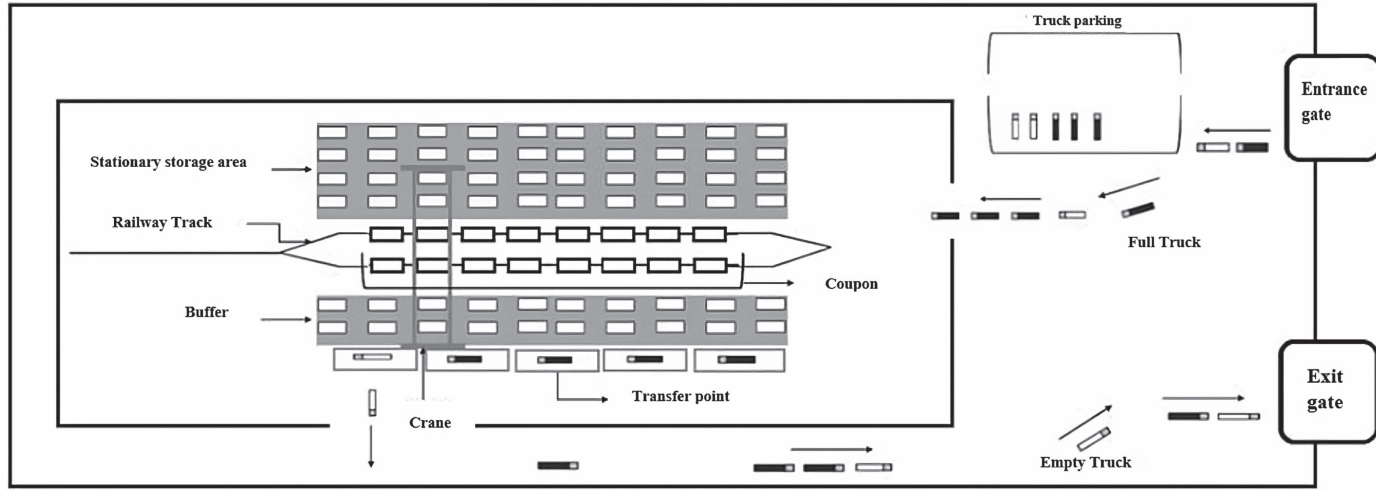 Truck parking
Entrance
gate
Stationary storage area
Railway Track
Full Truck
Coupon
Buffer
Transfer point
Crane
Exit
gate
Empty Truck